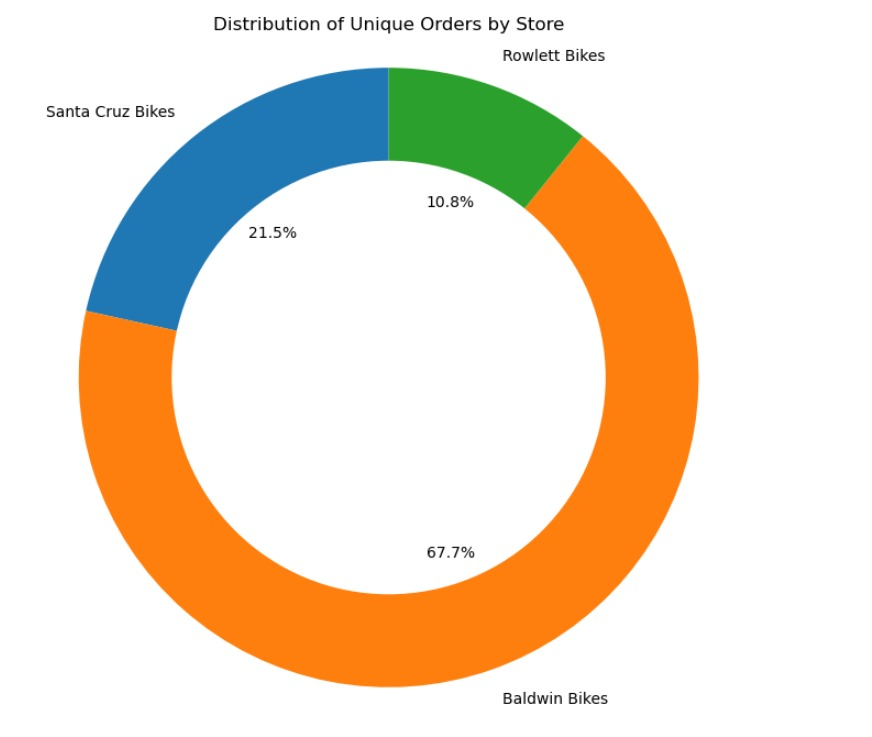 Distribution of Unique Orders by Store
Rowlett Bikes
Santa Cruz Bikes
10.8%
21.5%
67.7%
Baldwin Bikes